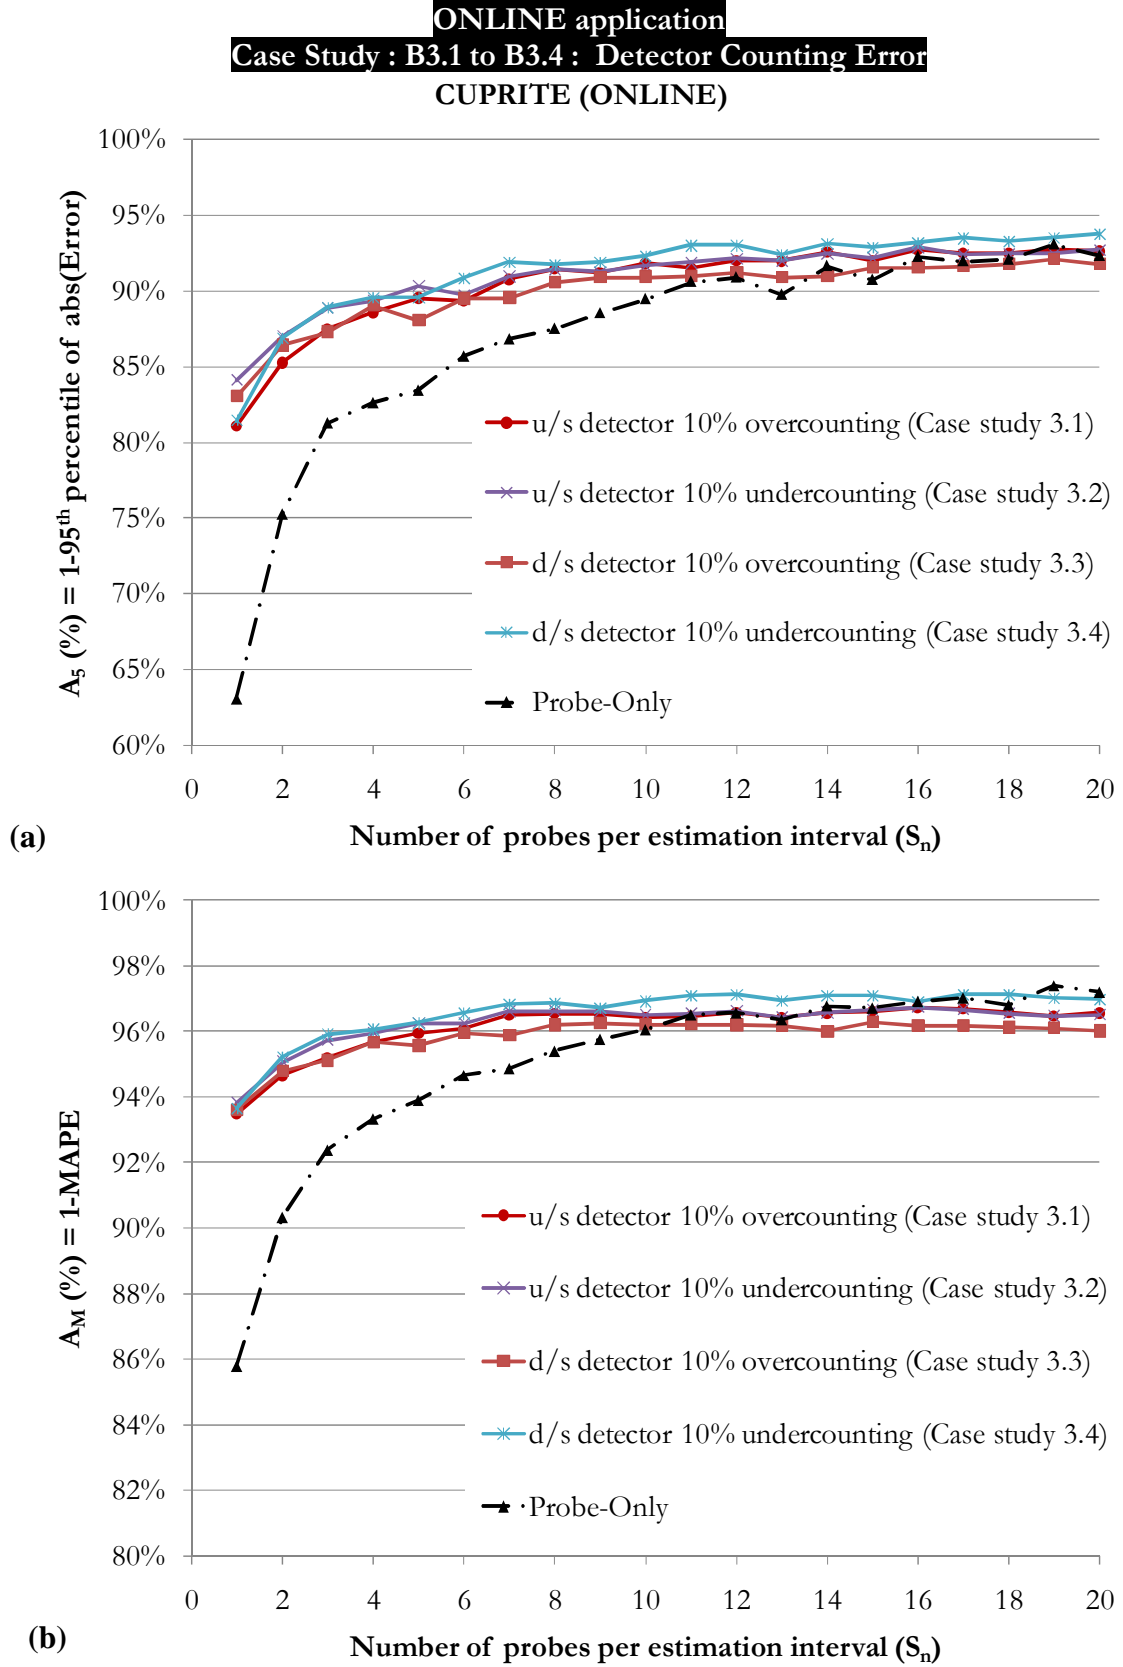 ONLINE application
Case Study : B3.1 to B3.4 : Detector Counting Error
CUPRITE (ONLINE)
100%
95%
90%
85%
80%
75%
70%
65%
60%
A5 (%) = 1-95th percentile of abs(Error)
u/s detector 10% overcounting (Case study 3.1)
u/s detector 10% undercounting (Case study 3.2)
d/s detector 10% overcounting (Case study 3.3)
d/s detector 10% undercounting (Case study 3.4)
Probe-Only
0 2 4 6 8 10 12 14 16 18 20
(a)
Number of probes per estimation interval (Sn)
100%
98%
96%
94%
92%
90%
88%
86%
84%
82%
80%
AM (%) = 1-MAPE
u/s detector 10% overcounting (Case study 3.1)
u/s detector 10% undercounting (Case study 3.2)
d/s detector 10% overcounting (Case study 3.3)
d/s detector 10% undercounting (Case study 3.4)
Probe-Only
0 2 4 6 8 10 12 14 16 18 20
(b)
Number of probes per estimation interval (Sn)